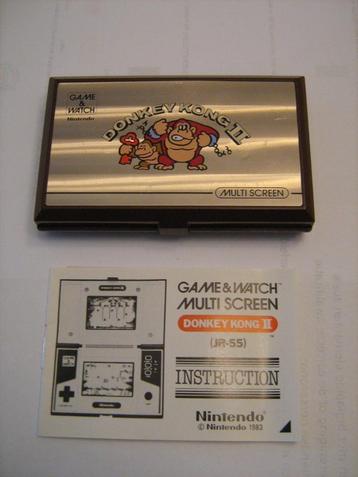 GAME
&
WATCH
Nintendo
DONKEY KONG II
MULTI SCREEN
GAME & WATCH™
MULTI SCREEN
DONKEY KONG II
(JR-55)
INSTRUCTION
Nintendo
© Nintendo 1983